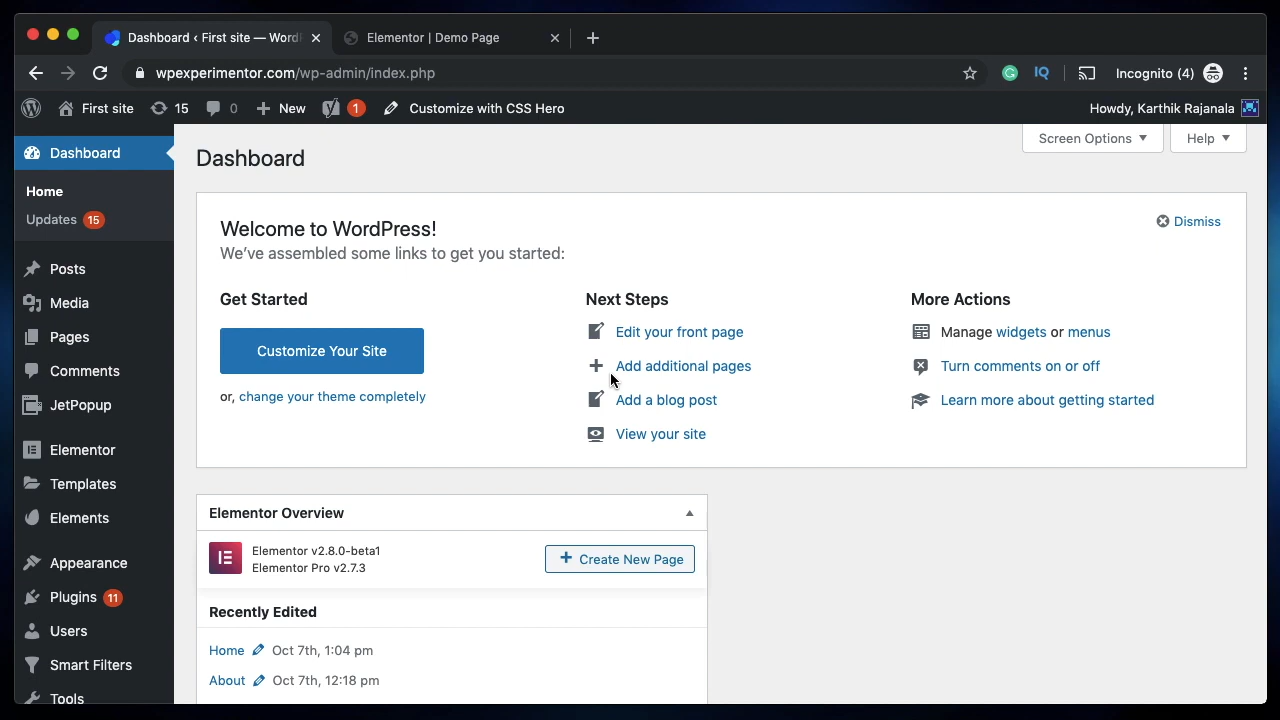 Dashboard ‹ First site — Word
Elementor | Demo Page
wpexperimentor.com/wp-admin/index.php
IQ
Incognito (4)
First site
15
0
New
1
Customize with CSS Hero
Howdy, Karthik Rajanala
Dashboard
Home
Updates 15
Posts
Media
Pages
Comments
JetPopup
Elementor
Templates
Elements
Appearance
Plugins 11
Users
Smart Filters
Tools
Screen Options
Help
Dashboard
Welcome to WordPress!
We've assembled some links to get you started:
Dismiss
Get Started
Customize Your Site
or, change your theme completely
Next Steps
Edit your front page
Add additional pages
Add a blog post
View your site
More Actions
Manage widgets or menus
Turn comments on or off
Learn more about getting started
Elementor Overview
Elementor v2.8.0-beta1
Elementor Pro v2.7.3
Create New Page
Recently Edited
Home Oct 7th, 1:04 pm
About Oct 7th, 12:18 pm